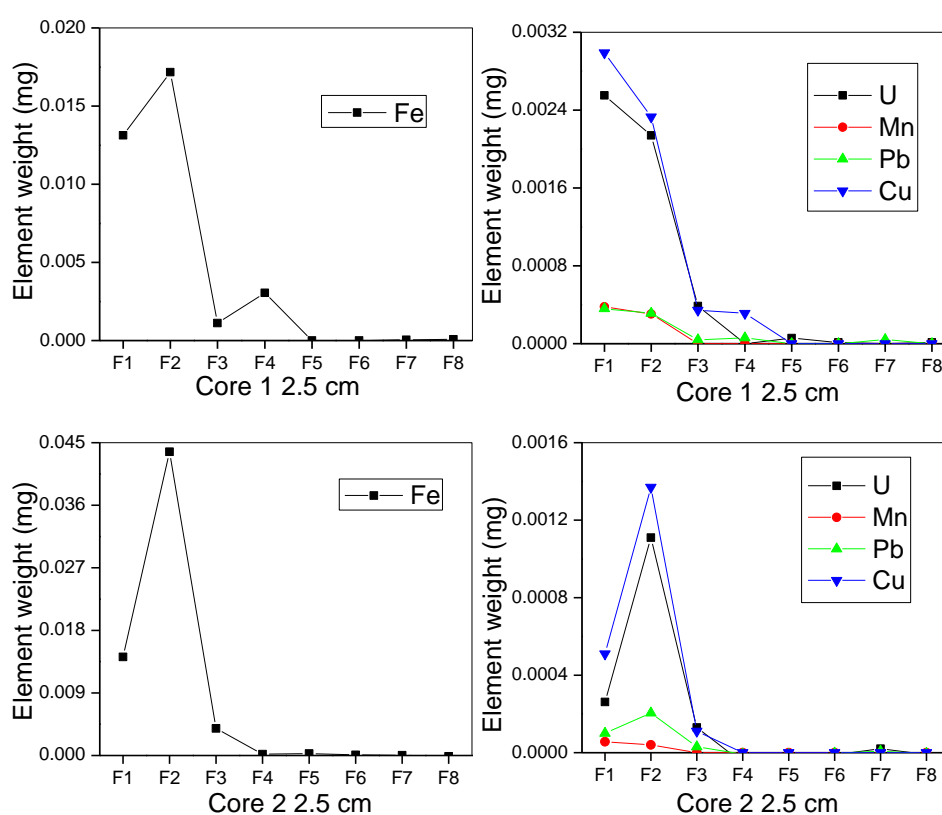 0.020
0.015
0.010
0.005
0.000
Element weight (mg)
Fe
F1 F2 F3 F4 F5 F6 F7 F8
Core 1 2.5 cm
0.0032
0.0024
0.0016
0.0008
0.0000
Element weight (mg)
U
Mn
Pb
Cu
F1 F2 F3 F4 F5 F6 F7 F8
Core 1 2.5 cm
0.045
0.036
0.027
0.018
0.009
0.000
Element weight (mg)
Fe
F1 F2 F3 F4 F5 F6 F7 F8
Core 2 2.5 cm
0.0016
0.0012
0.0008
0.0004
0.0000
Element weight (mg)
U
Mn
Pb
Cu
F1 F2 F3 F4 F5 F6 F7 F8
Core 2 2.5 cm